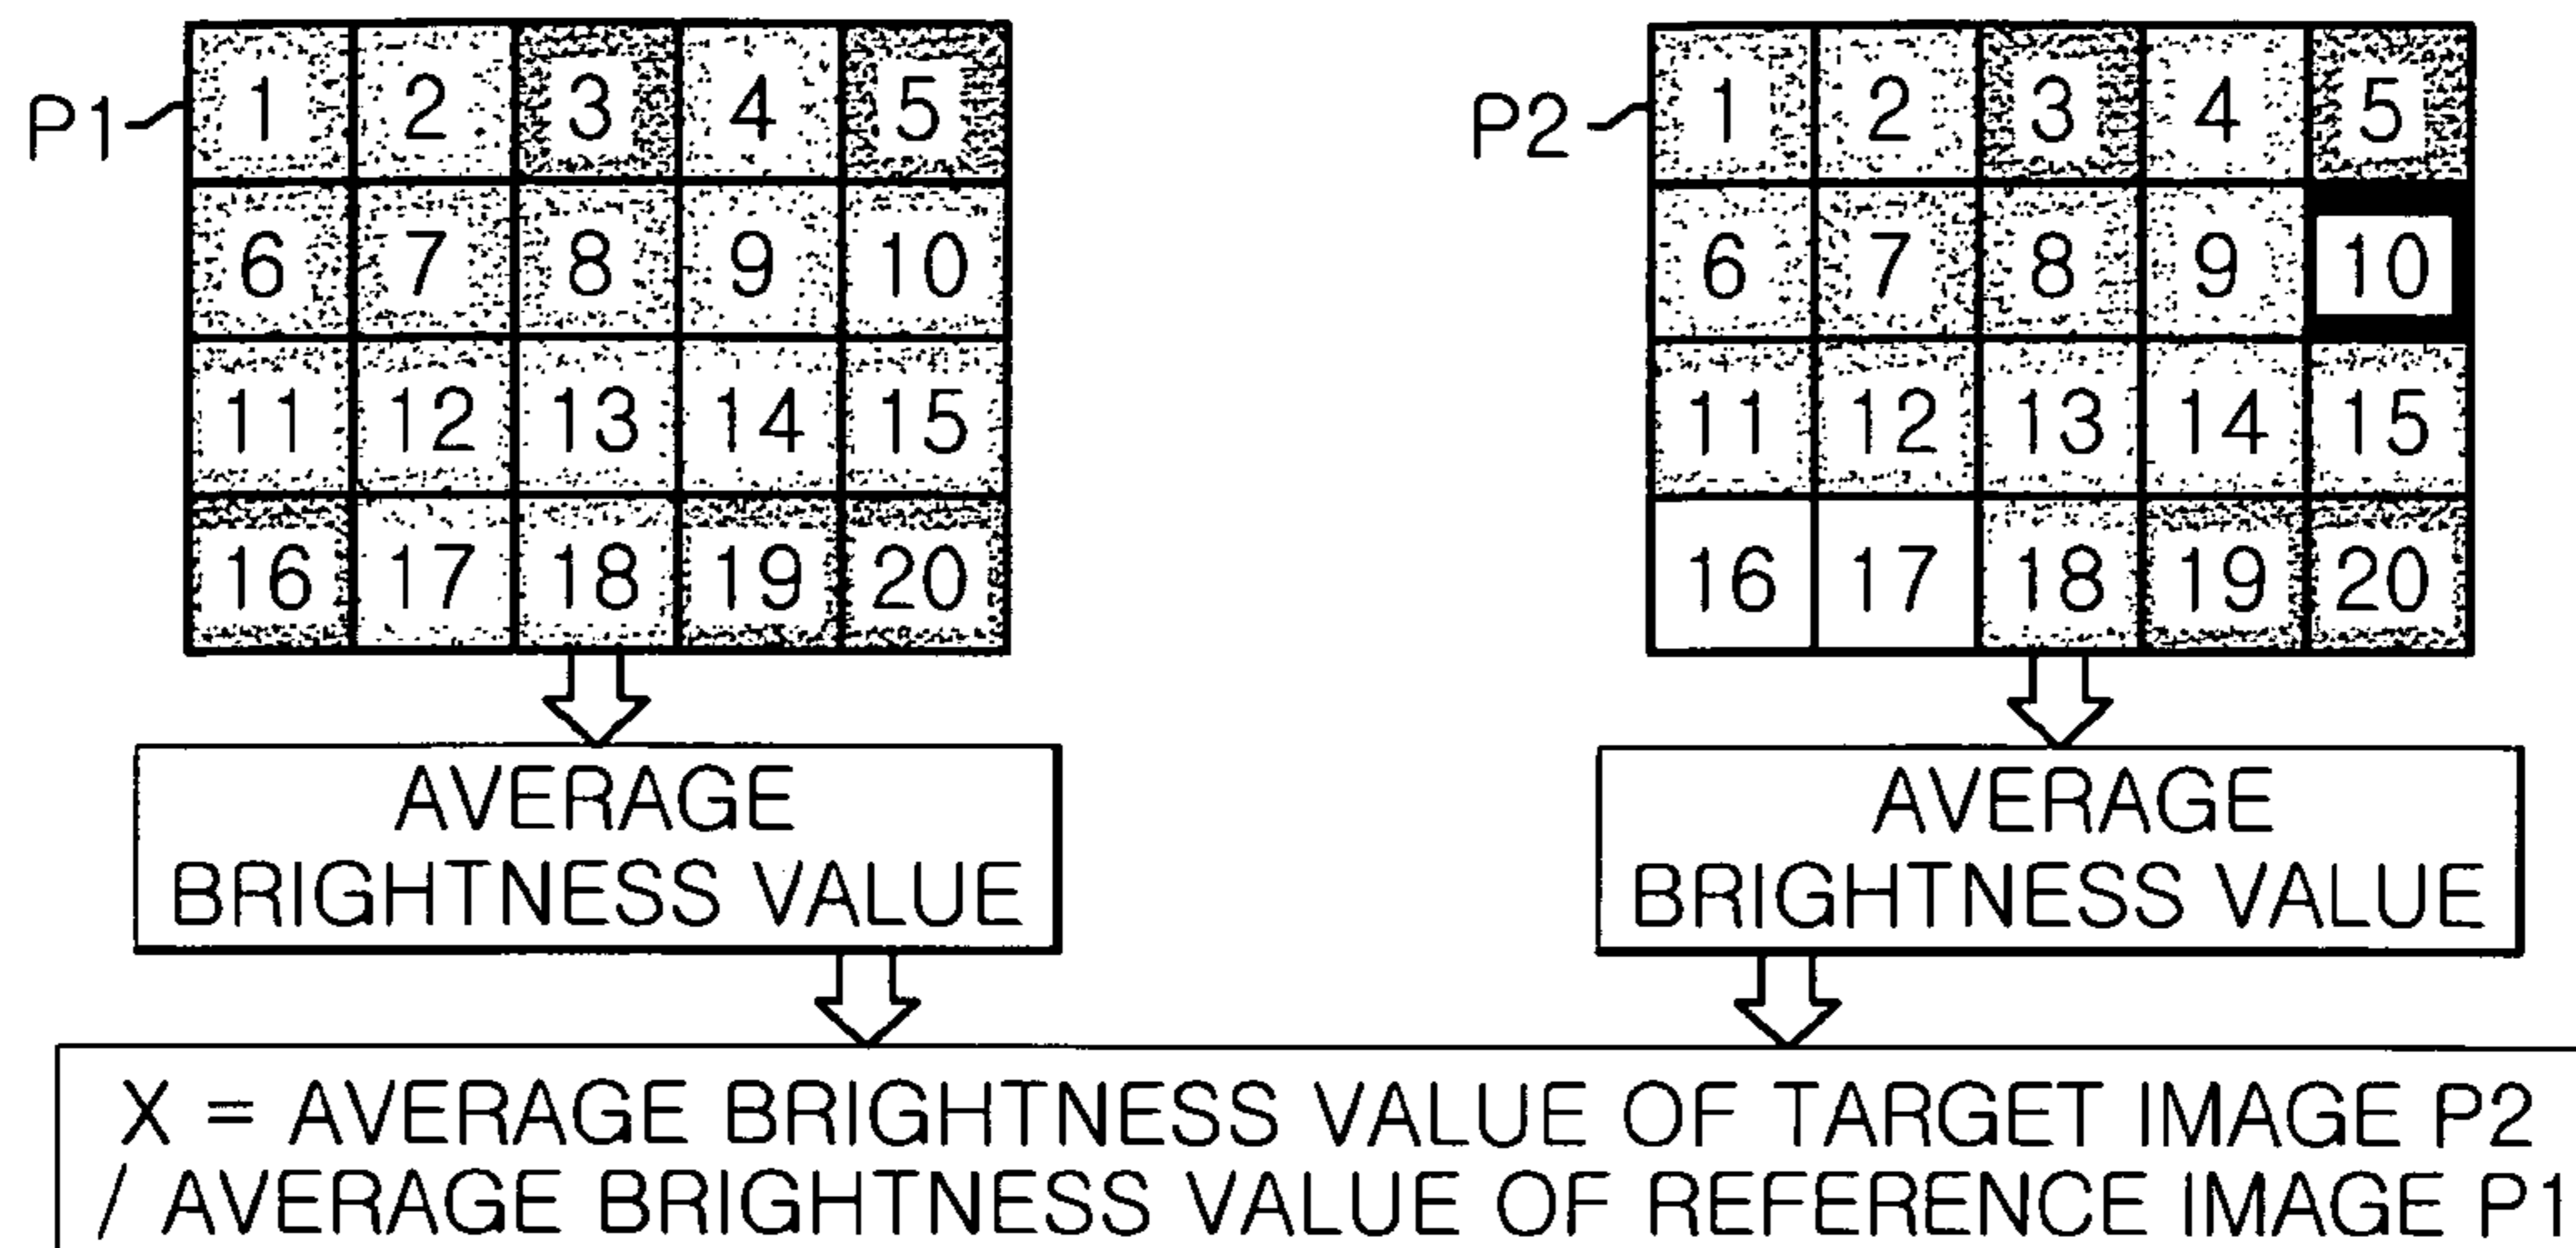 P1
1 2 3 4 5
6 7 8 9 10
11 12 13 14 15
16 17 18 19 20
AVERAGE
BRIGHTNESS VALUE
P2
1 2 3 4 5
6 7 8 9 10
11 12 13 14 15
16 17 18 19 20
AVERAGE
BRIGHTNESS VALUE
X = AVERAGE BRIGHTNESS VALUE OF TARGET IMAGE P2
/ AVERAGE BRIGHTNESS VALUE OF REFERENCE IMAGE P1